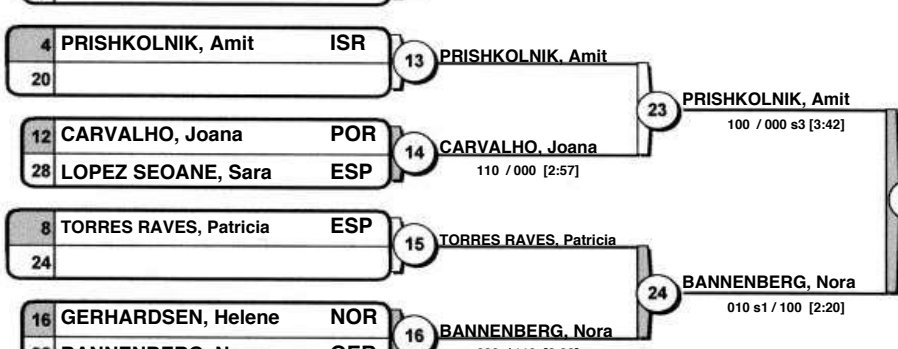 4 PRISHKOLNIK, Amit ISR
20
13
PRISHKOLNIK, Amit
12 CARVALHO, Joana POR
28 LOPEZ SEOANE, Sara ESP
14
CARVALHO, Joana
110 / 000 [2:57]
23
PRISHKOLNIK, Amit
100 / 000 s3 [3:42]
8 TORRES RAVES, Patricia ESP
24
15
TORRES RAVES, Patricia
16 GERHARDSEN, Helene NOR
BANNENBERG, N GER
16
BANNENBERG, Nora
24
BANNENBERG, Nora
010 s1 / 100 [2:20]